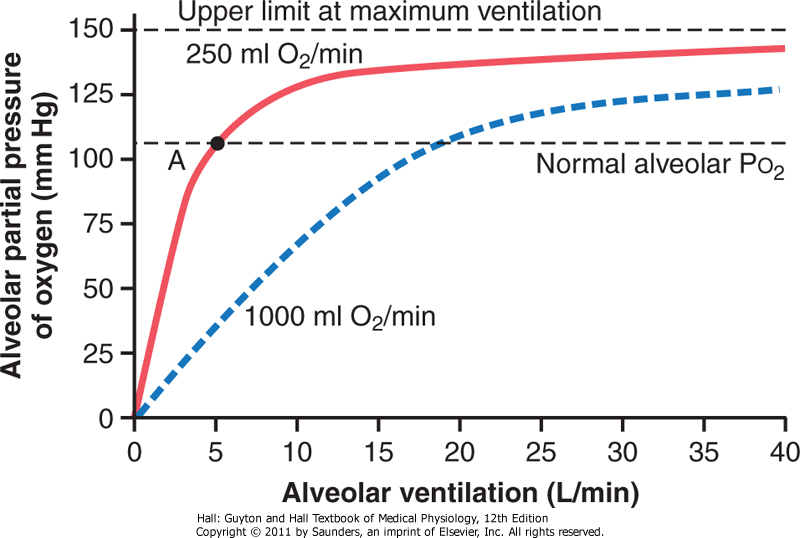 Upper limit at maximum ventilation
150
250 ml O₂/min
125
A
100
Normal alveolar PO₂
75
50
1000 ml O₂/min
25
0
0 5 10 15 20 25 30 35 40
Alveolar partial pressure
of oxygen (mm Hg)
Alveolar ventilation (L/min)
Hall: Guyton and Hall Textbook of Medical Physiology, 12th Edition
Copyright © 2011 by Saunders, an imprint of Elsevier, Inc. All rights reserved.